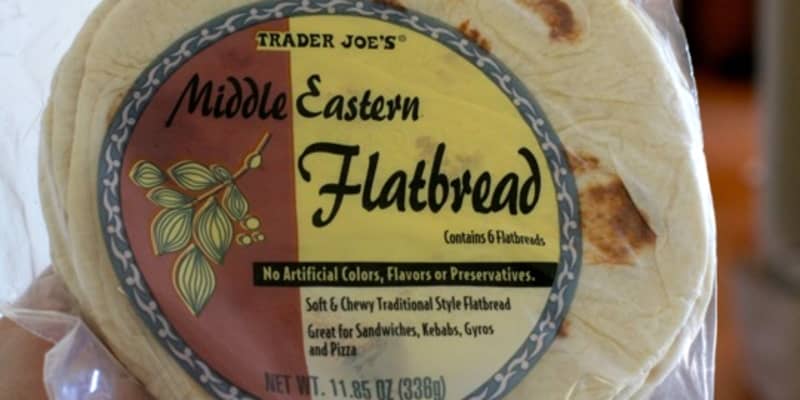 TRADER JOE'S®
Middle Eastern
Flatbread
Contains 6 Flatbreads
No Artificial Colors, Flavors or Preservatives.
Soft & Chewy Traditional Style Flatbread
Great for Sandwiches, Kebabs, Gyros
and Pizza
NET WT. 11.85 OZ (336g)